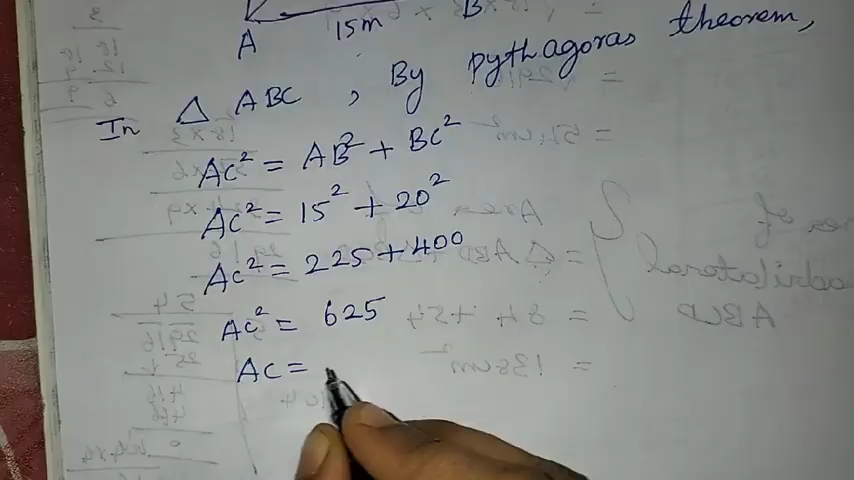 A 15m B
In △ ABC , By pythagoras theorem,
AC² = AB² + BC²
AC² = 15² + 20²
AC² = 225 + 400
AC² = 625
AC =